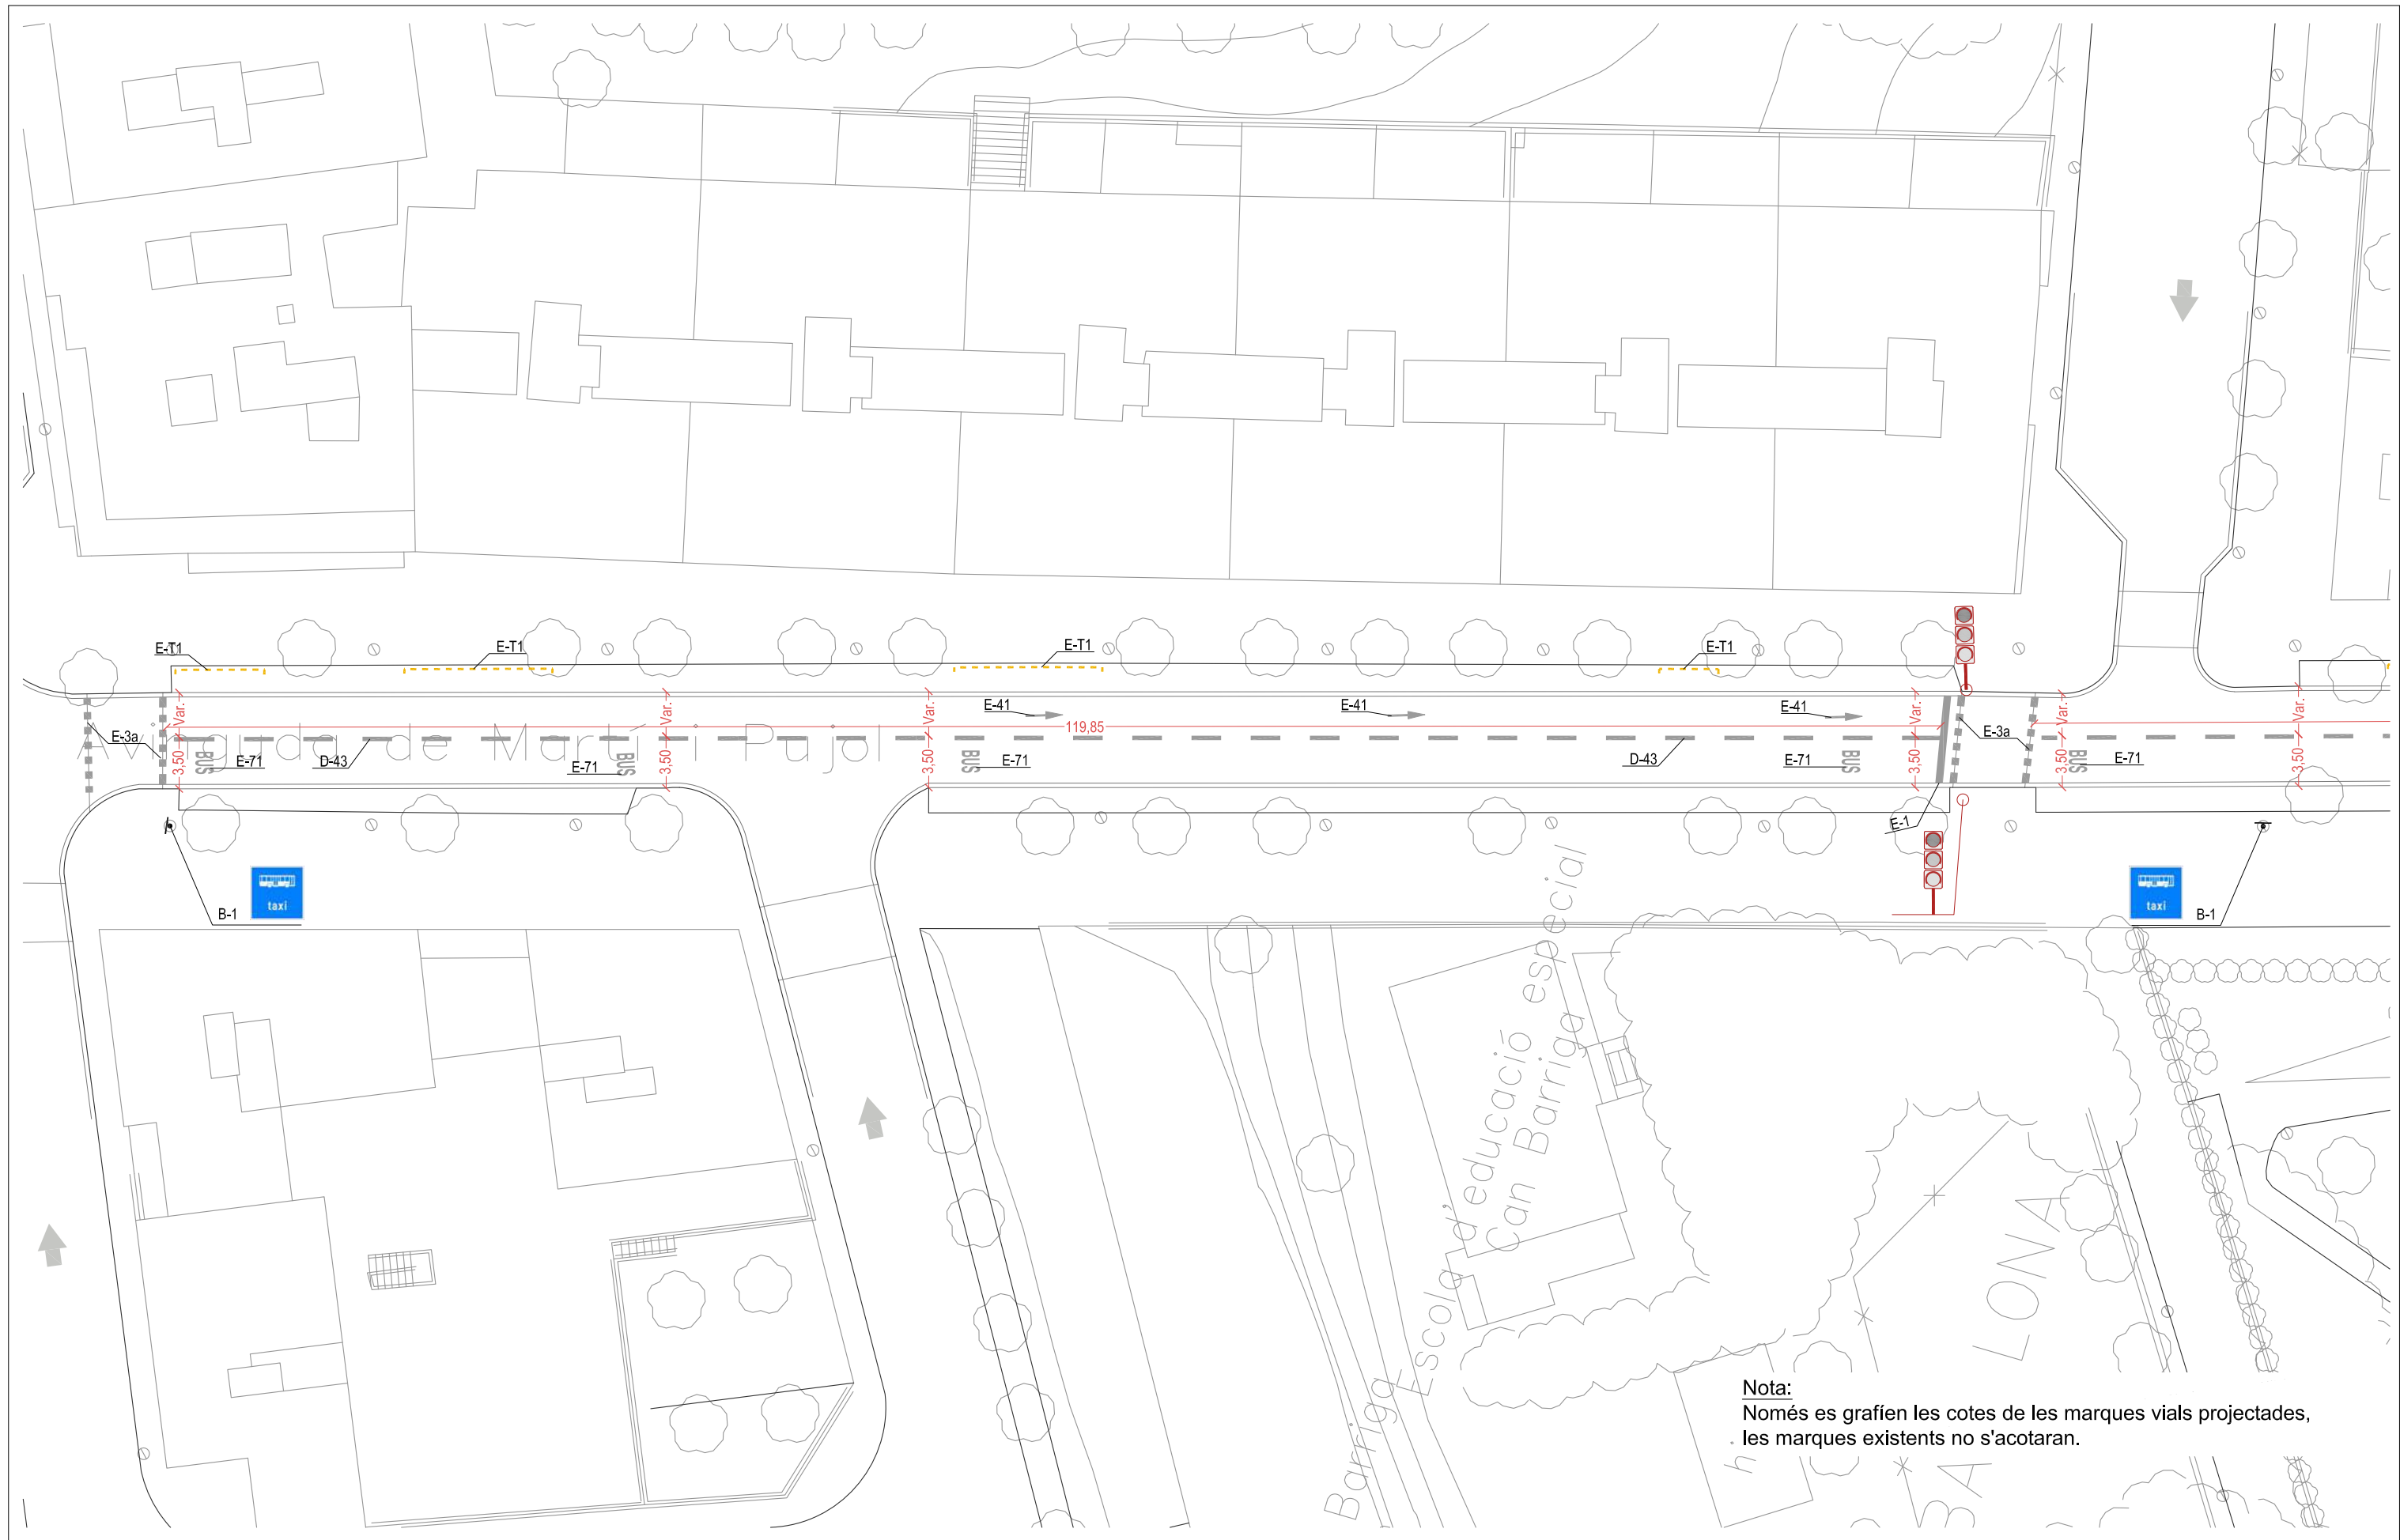 E-T1
E-T1
E-T1
E-T1
Var.
Var.
Var.
Var.
Var.
Var.
E-41
E-41
E-41
119,85
E-3a
E-3a
Avinguda de Martí i Pujol
3,50
BUS
E-71
D-43
E-71
BUS
3,50
3,50
BUS
E-71
D-43
E-71
BUS
3,50
3,50
BUS
E-71
3,50
E-1
taxi
B-1
taxi
B-1
Escola d'educació especial
Can Barriga
Barriga
LONA
Nota:
Només es grafíen les cotes de les marques vials projectades,
les marques existents no s'acotaran.